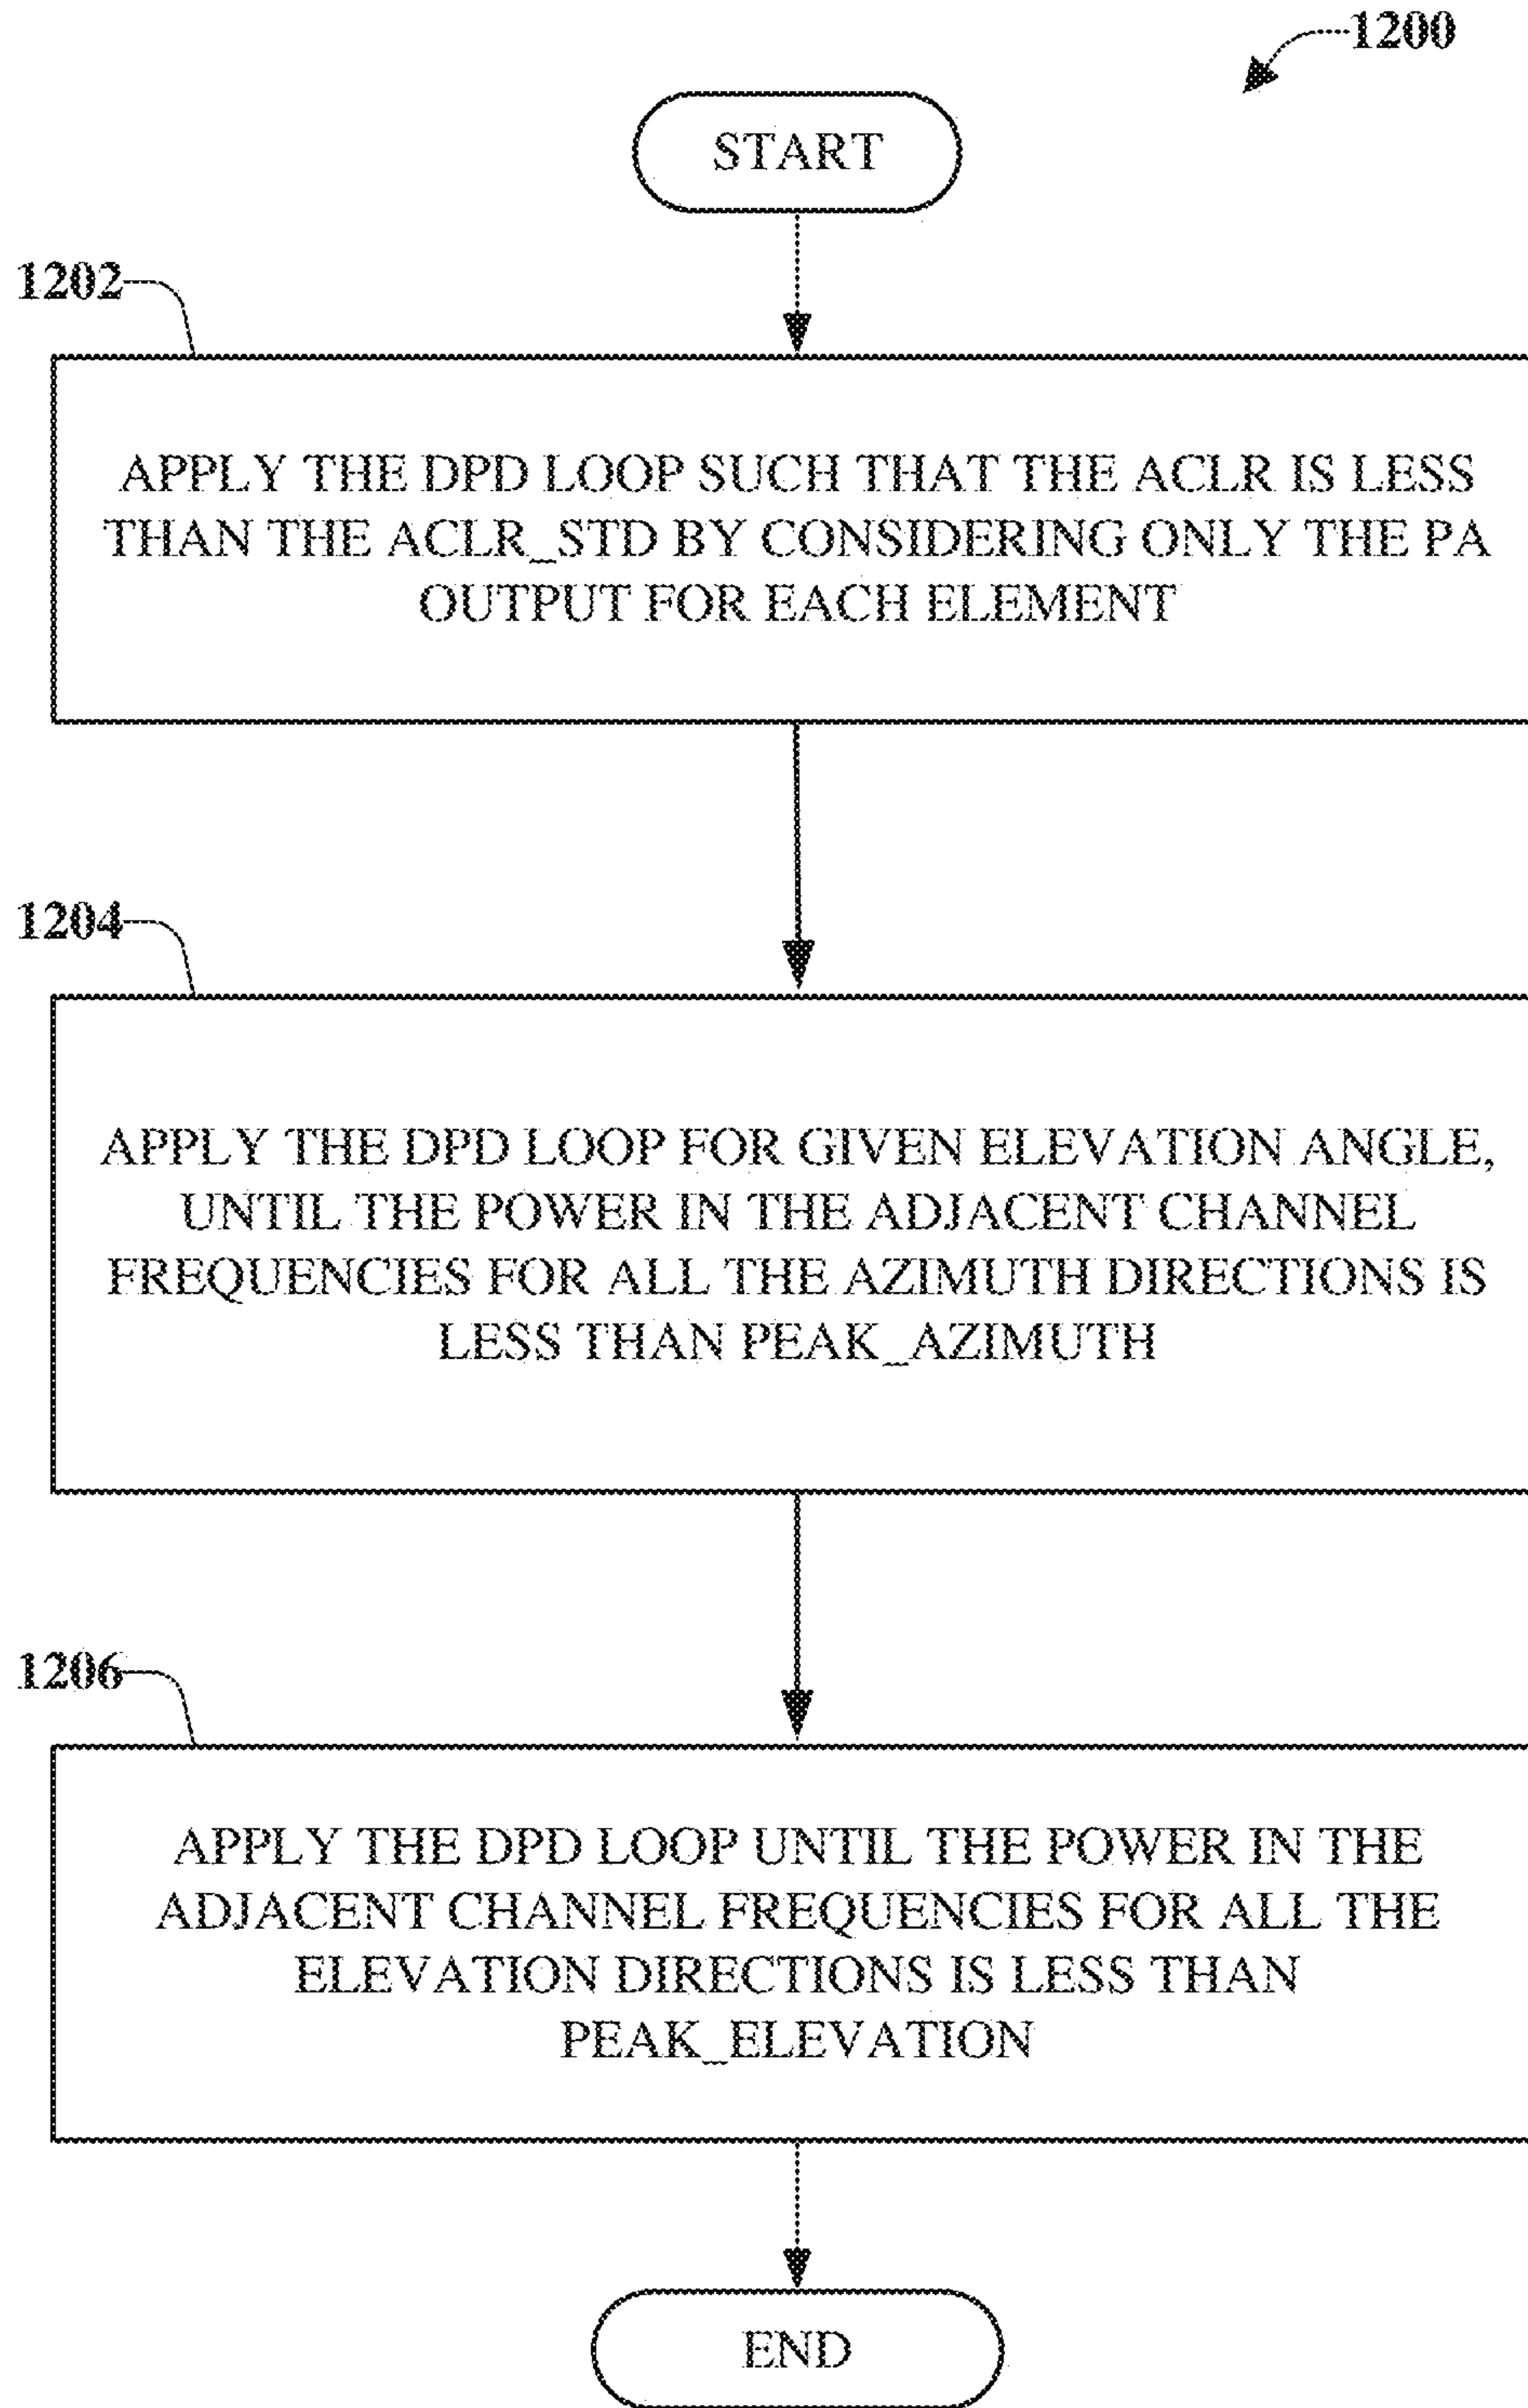 1200
START
1202
APPLY THE DPD LOOP SUCH THAT THE ACLR IS LESS
THAN THE ACLR_STD BY CONSIDERING ONLY THE PA
OUTPUT FOR EACH ELEMENT
1204
APPLY THE DPD LOOP FOR GIVEN ELEVATION ANGLE,
UNTIL THE POWER IN THE ADJACENT CHANNEL
FREQUENCIES FOR ALL THE AZIMUTH DIRECTIONS IS
LESS THAN PEAK_AZIMUTH
1206
APPLY THE DPD LOOP UNTIL THE POWER IN THE
ADJACENT CHANNEL FREQUENCIES FOR ALL THE
ELEVATION DIRECTIONS IS LESS THAN
PEAK_ELEVATION
END